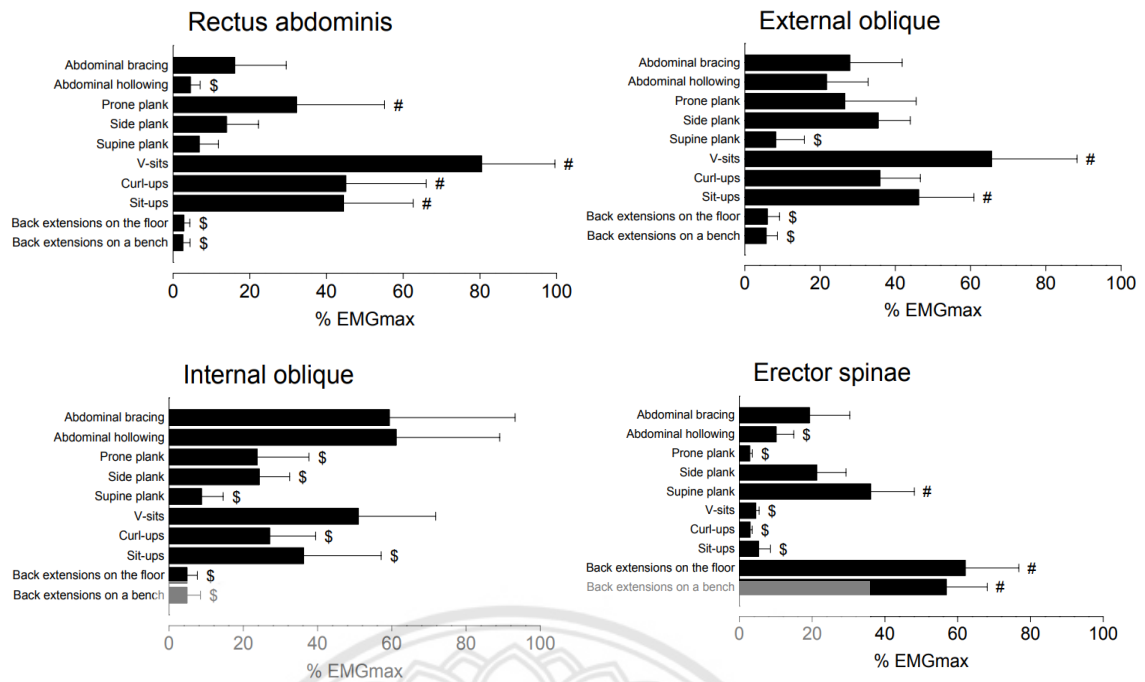 Rectus abdominis
Abdominal bracing
Abdominal hollowing $
Prone plank #
Side plank
Supine plank
V-sits #
Curl-ups #
Sit-ups #
Back extensions on the floor $
Back extensions on a bench $
0 20 40 60 80 100
% EMGmax
External oblique
Abdominal bracing
Abdominal hollowing
Prone plank
Side plank
Supine plank $
V-sits #
Curl-ups
Sit-ups #
Back extensions on the floor $
Back extensions on a bench $
0 20 40 60 80 100
% EMGmax
Internal oblique
Abdominal bracing
Abdominal hollowing
Prone plank $
Side plank $
Supine plank $
V-sits
Curl-ups $
Sit-ups $
Back extensions on the floor $
Back extensions on a bench $
0 20 40 60 80 100
% EMGmax
Erector spinae
Abdominal bracing
Abdominal hollowing $
Prone plank $
Side plank
Supine plank #
V-sits $
Curl-ups $
Sit-ups $
Back extensions on the floor #
Back extensions on a bench #
0 20 40 60 80 100
% EMGmax